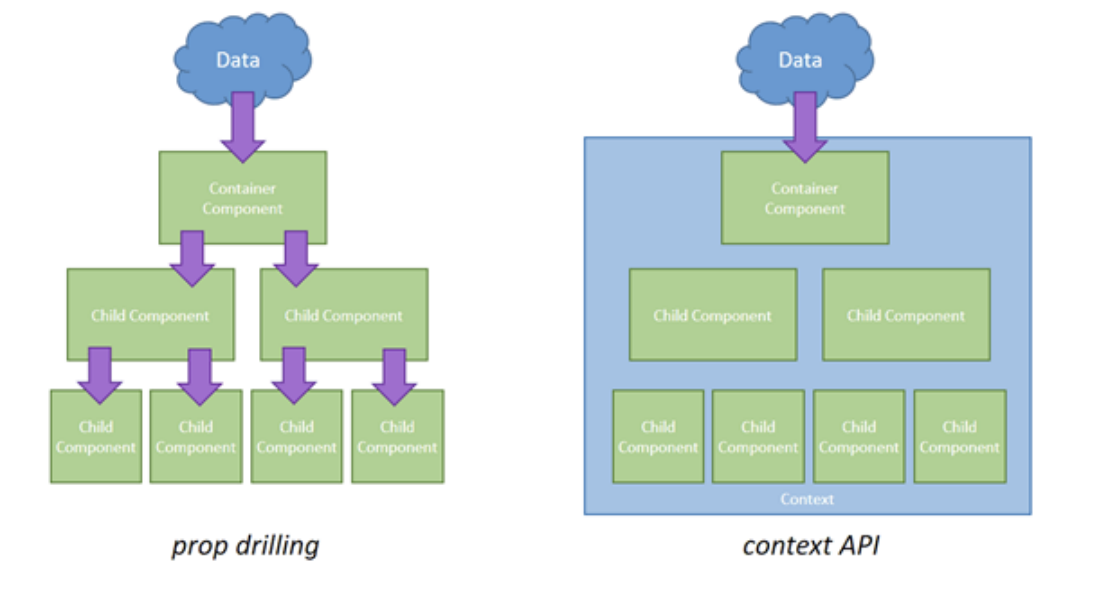 Data
Container
Component
Child Component
Child Component
Child
Component
Child
Component
Child
Component
Child
Component
prop drilling
Data
Container
Component
Child Component
Child Component
Child
Component
Child
Component
Child
Component
Child
Component
Context
context API